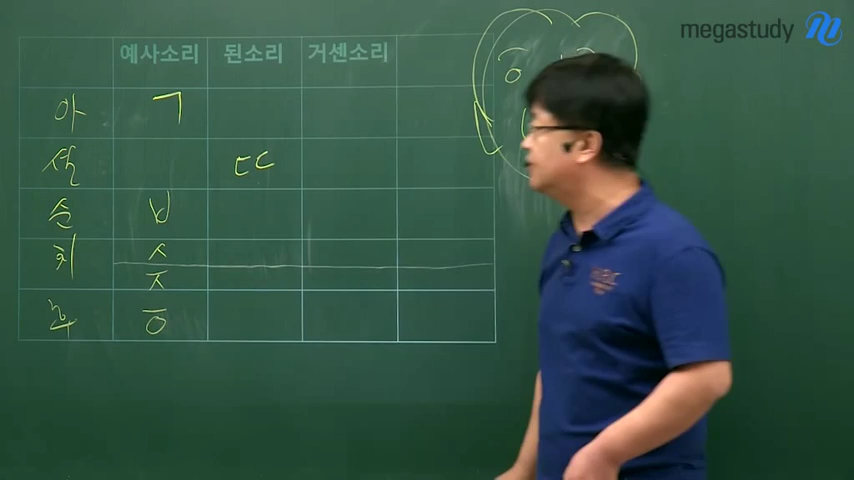 megastudy
예사소리 된소리 거센소리
아 ㄱ
설 ㄸ
순 ㅂ
치 ㅅ
ㅈ
후 ㅎ